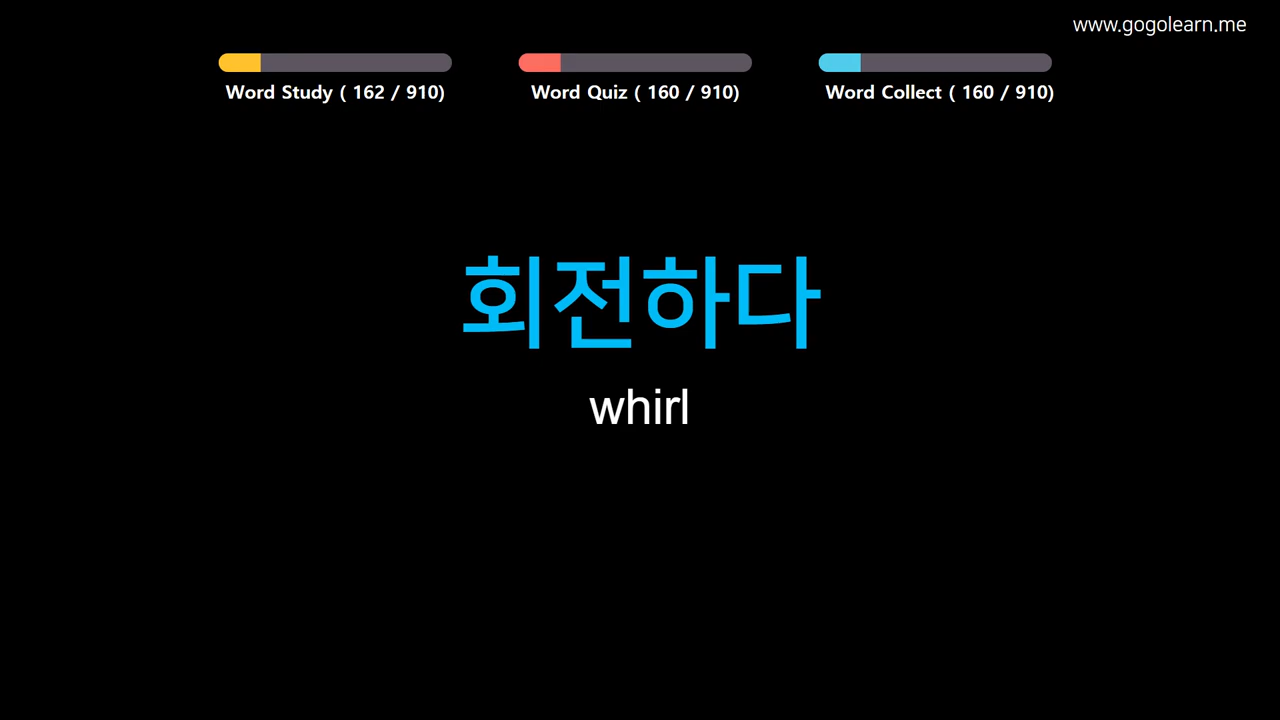 www.gogolearn.me
Word Study ( 162 / 910)
Word Quiz ( 160 / 910)
Word Collect ( 160 / 910)
회전하다
whirl